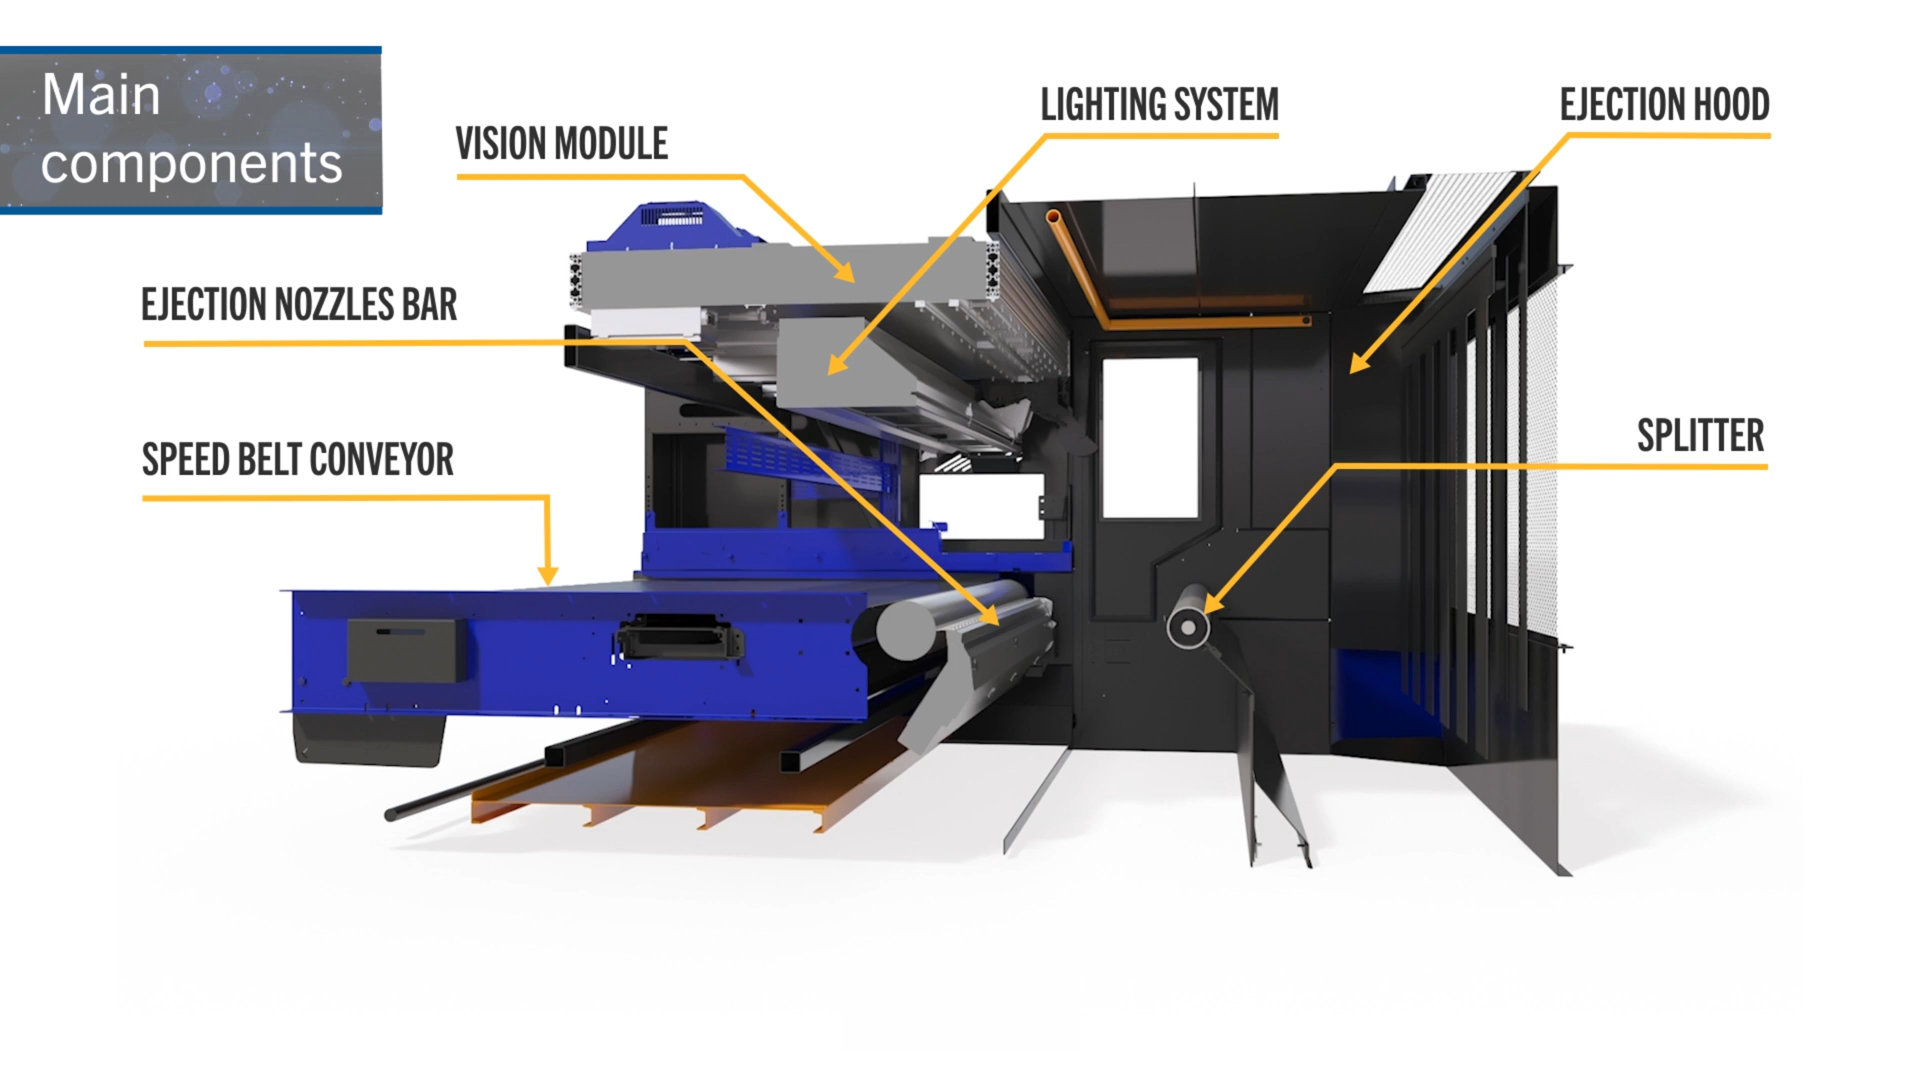 Main
components
VISION MODULE
LIGHTING SYSTEM
EJECTION HOOD
EJECTION NOZZLES BAR
SPEED BELT CONVEYOR
SPLITTER